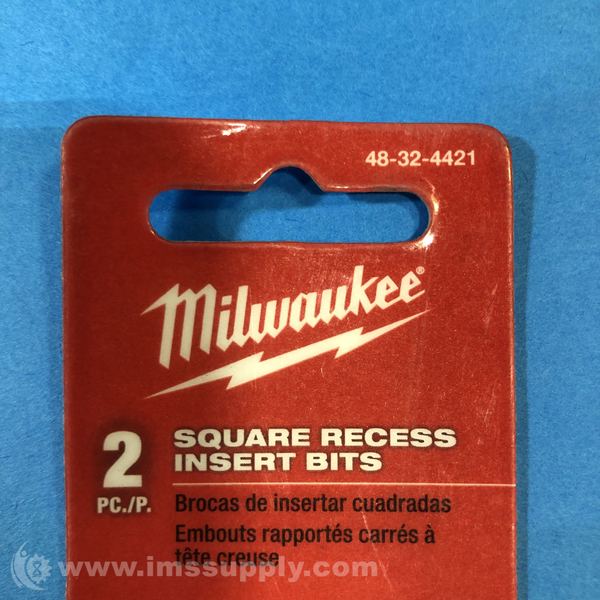 48-32-4421
Milwaukee®
2
PC./P.
SQUARE RECESS
INSERT BITS
Brocas de insertar cuadradas
Embouts rapportés carrés à
tête creuse
www.imssupply.com